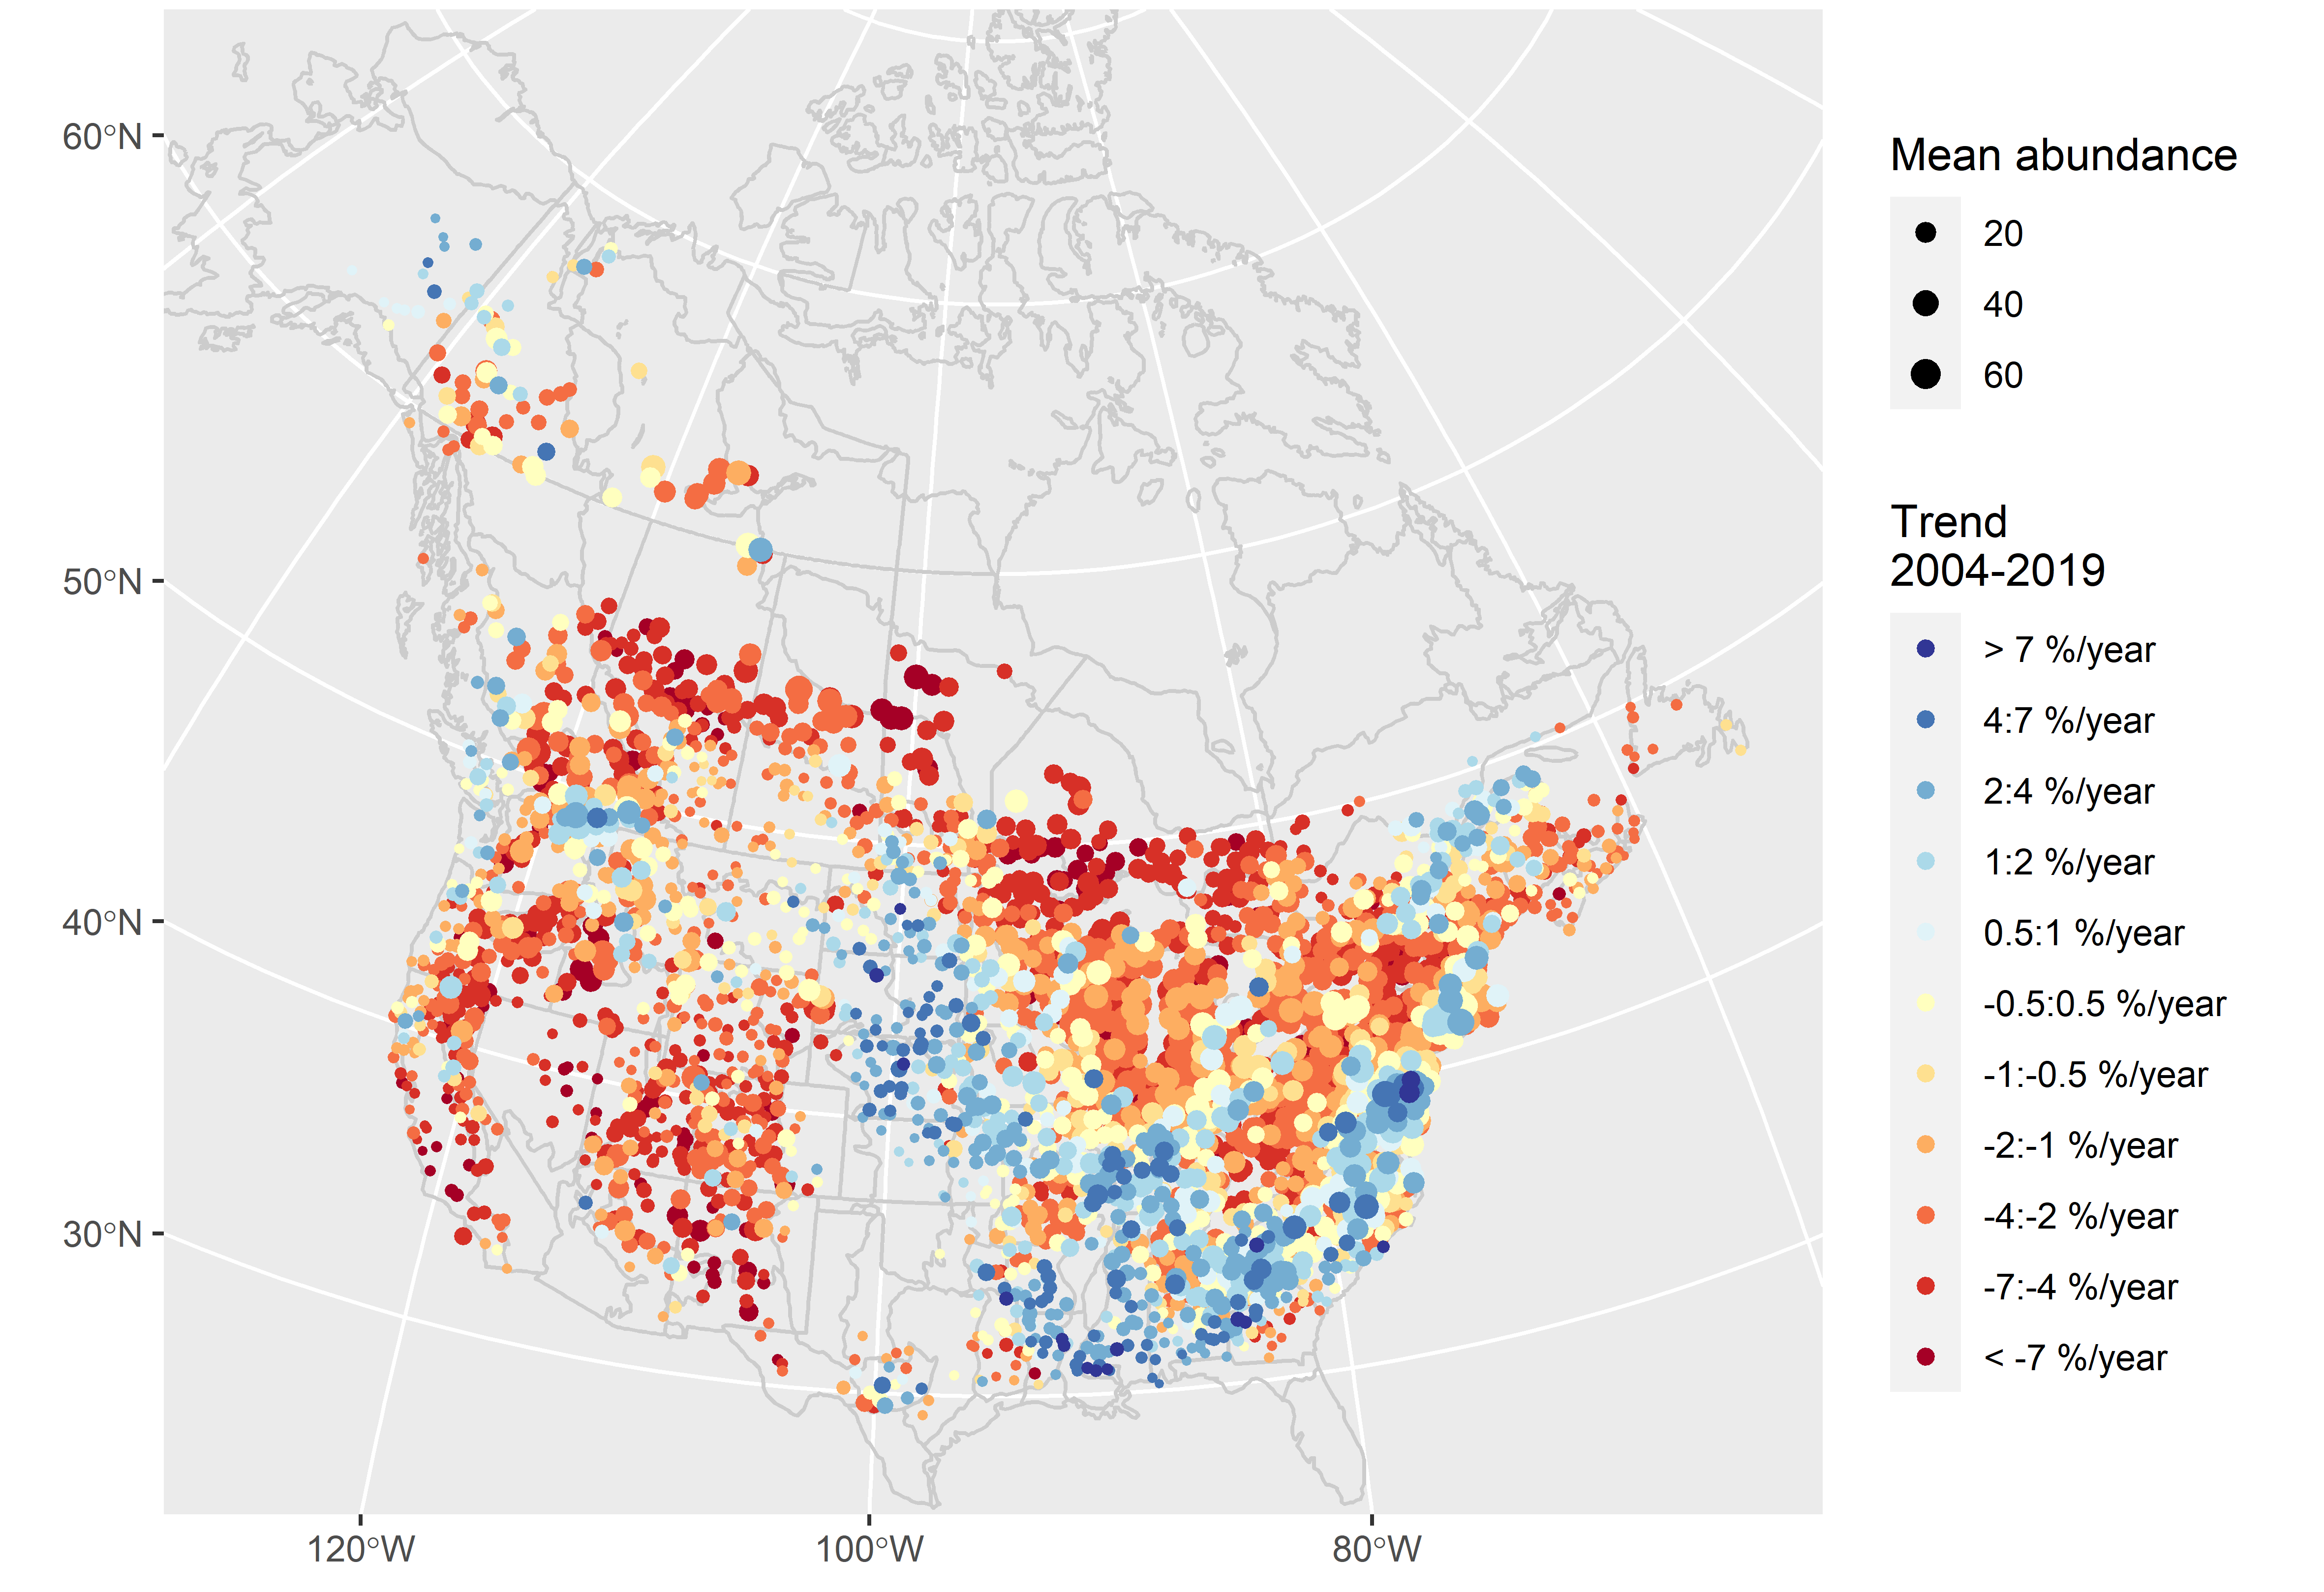 60°N
50°N
40°N
30°N
120°W
100°W
80°W
Mean abundance
20
40
60
Trend
2004-2019
> 7 %/year
4:7 %/year
2:4 %/year
1:2 %/year
0.5:1 %/year
-0.5:0.5 %/year
-1:-0.5 %/year
-2:-1 %/year
-4:-2 %/year
-7:-4 %/year
< -7 %/year